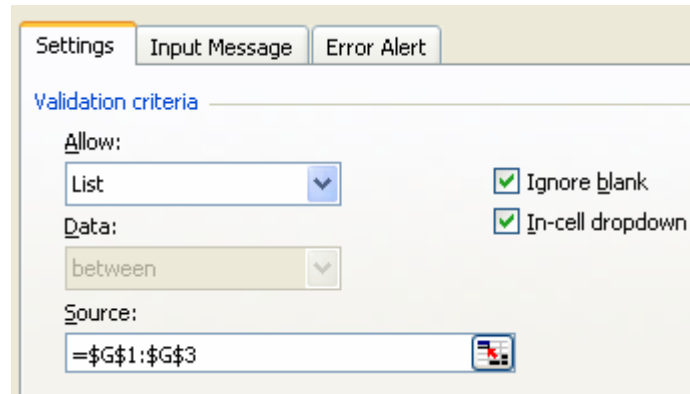 Settings Input Message Error Alert
Validation criteria
Allow:
List
Ignore blank
Data:
In-cell dropdown
between
Source:
=$G$1:$G$3